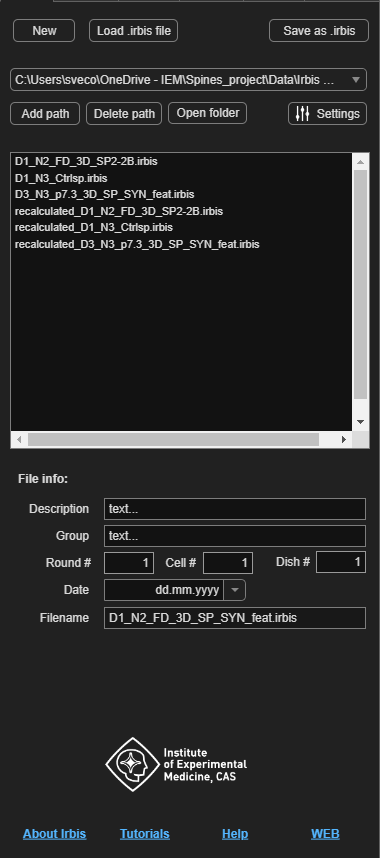 New Load .irbis file Save as .irbis
C:\Users\sveco\OneDrive - IEM\Spines_project\Data\Irbis ...
Add path Delete path Open folder Settings
D1_N2_FD_3D_SP2-2B.irbis
D1_N3_Ctrlsp.irbis
D3_N3_p7.3_3D_SP_SYN_feat.irbis
recalculated_D1_N2_FD_3D_SP2-2B.irbis
recalculated_D1_N3_Ctrlsp.irbis
recalculated_D3_N3_p7.3_3D_SP_SYN_feat.irbis
File info:
Description text...
Group text...
Round # 1 Cell # 1 Dish # 1
Date dd.mm.yyyy
Filename D1_N2_FD_3D_SP_SYN_feat.irbis
Institute
of Experimental
Medicine, CAS
About Irbis Tutorials Help WEB